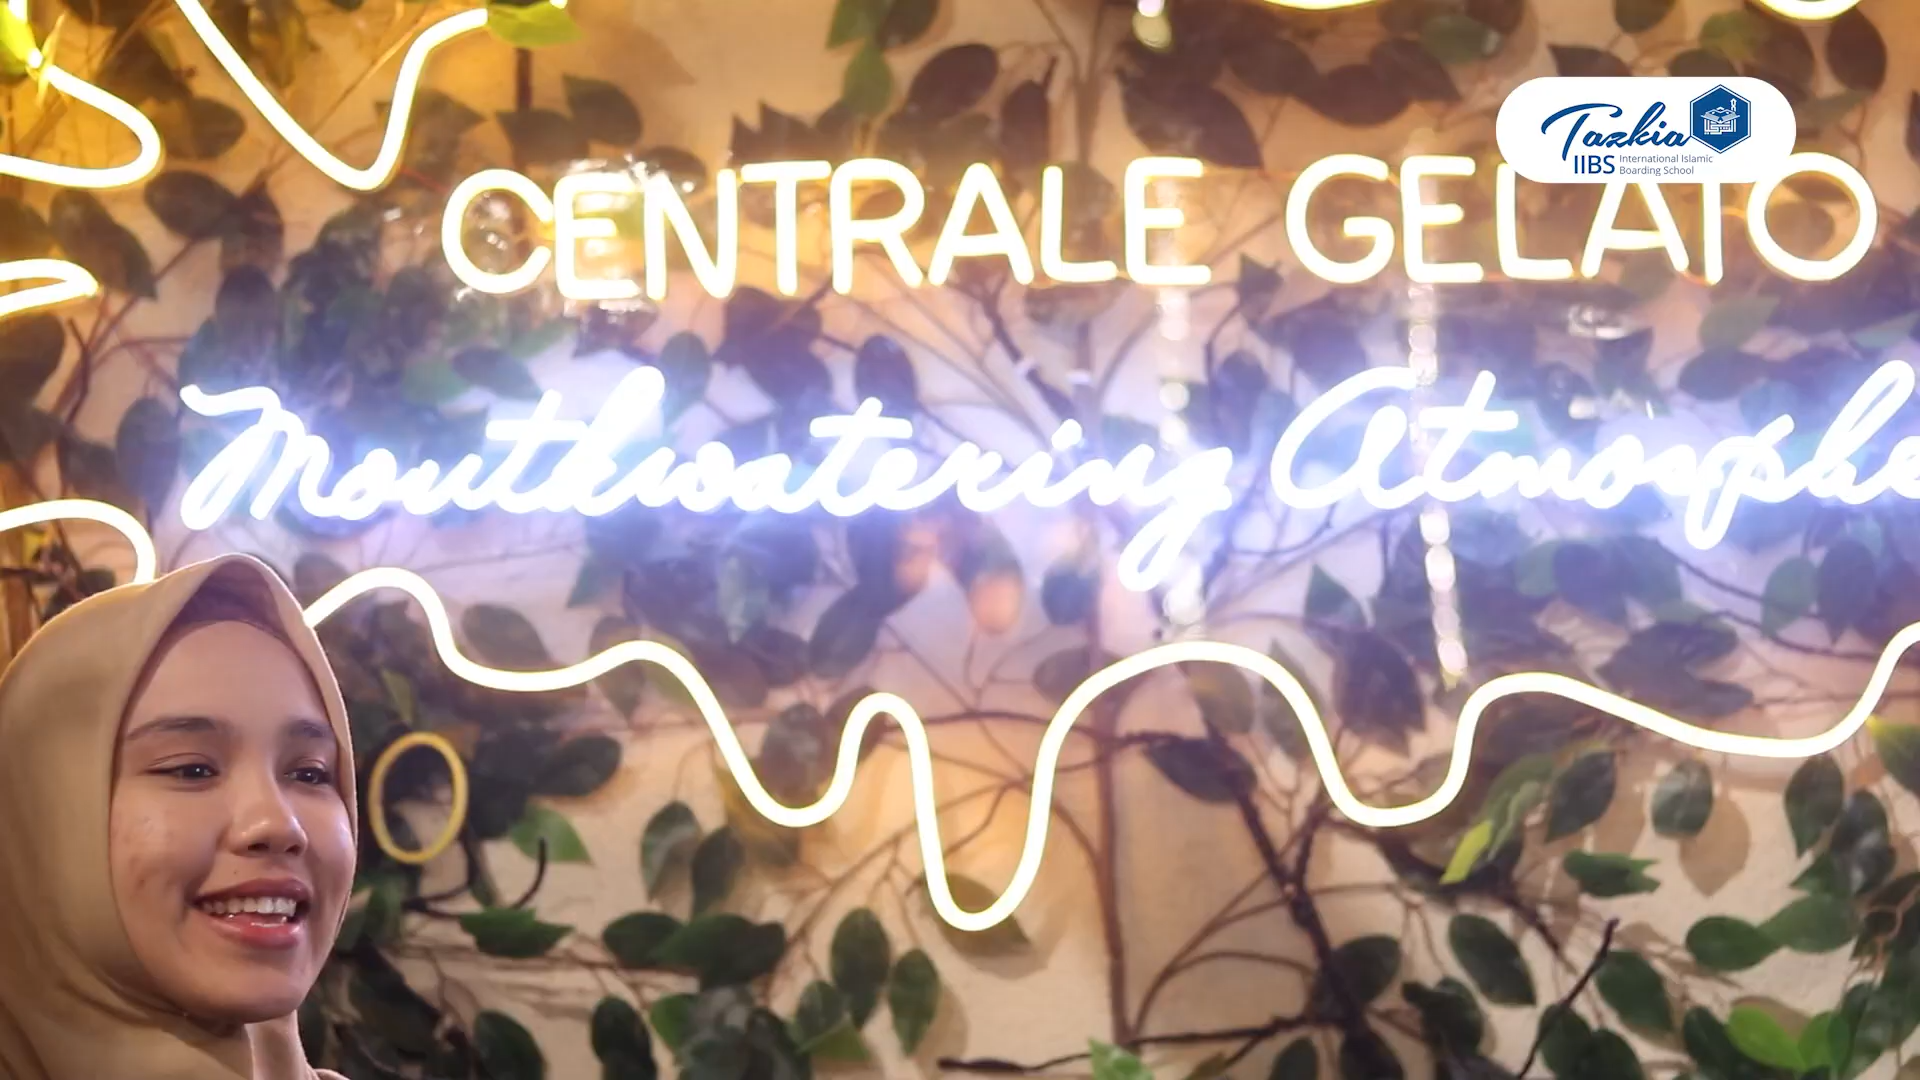 Tazkia
IIBS International Islamic
Boarding School
CENTRALE GELATO
Mouthwatering Atmosphe